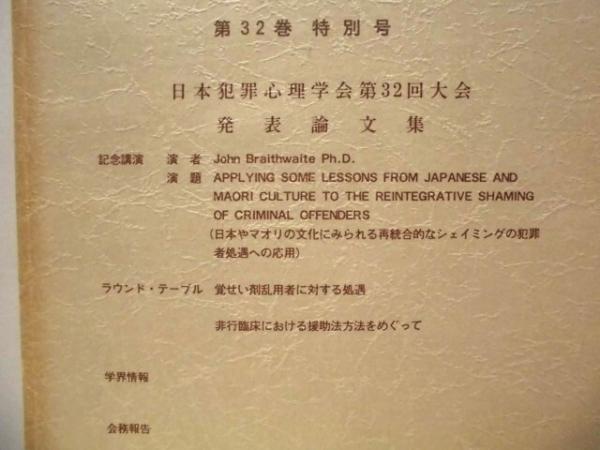 第32巻 特別号
日本犯罪心理学会第32回大会
発表論文集
記念講演 演者 John Braithwaite Ph.D.
演題 APPLYING SOME LESSONS FROM JAPANESE AND
MAORI CULTURE TO THE REINTEGRATIVE SHAMING
OF CRIMINAL OFFENDERS
(日本やマオリの文化にみられる再統合的なシェイミングの犯罪
者処遇への応用)
ラウンド・テーブル 覚せい剤乱用者に対する処遇
非行臨床における援助法方法をめぐって
学界情報
会務報告